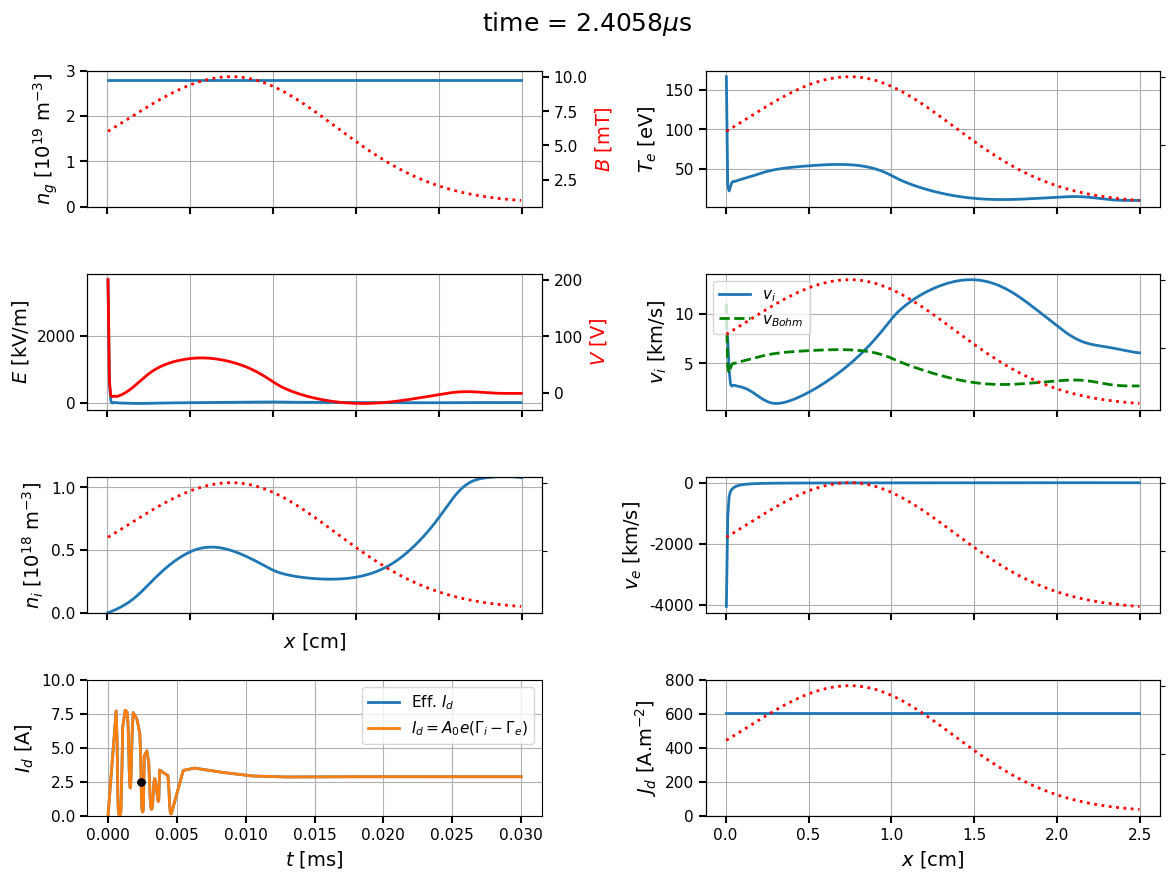 time = 2.4058μs
3
2
1
0
n_g [10^19 m^−3]
10.0
7.5
5.0
2.5
B [mT]
150
100
50
T_e [eV]
2000
0
E [kV/m]
200
100
0
V [V]
10
5
v_i [km/s]
v_i
v_Bohm
1.0
0.5
0.0
n_i [10^18 m^−3]
x [cm]
0
-2000
-4000
v_e [km/s]
10.0
7.5
5.0
2.5
0.0
I_d [A]
Eff. I_d
I_d = A_0e(Γ_i − Γ_e)
0.000 0.005 0.010 0.015 0.020 0.025 0.030
t [ms]
800
600
400
200
0
J_d [A.m^−2]
0.0 0.5 1.0 1.5 2.0 2.5
x [cm]